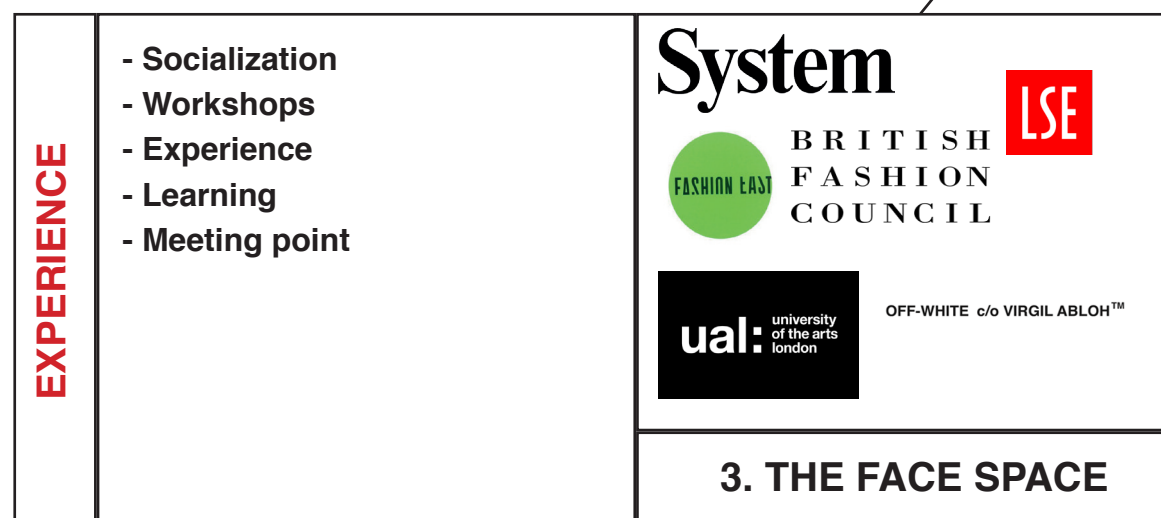 EXPERIENCE
- Socialization
- Workshops
- Experience
- Learning
- Meeting point
System
LSE
FASHION EAST
BRITISH
FASHION
COUNCIL
ual:
university
of the arts
london
OFF-WHITE c/o VIRGIL ABLOH™
3. THE FACE SPACE